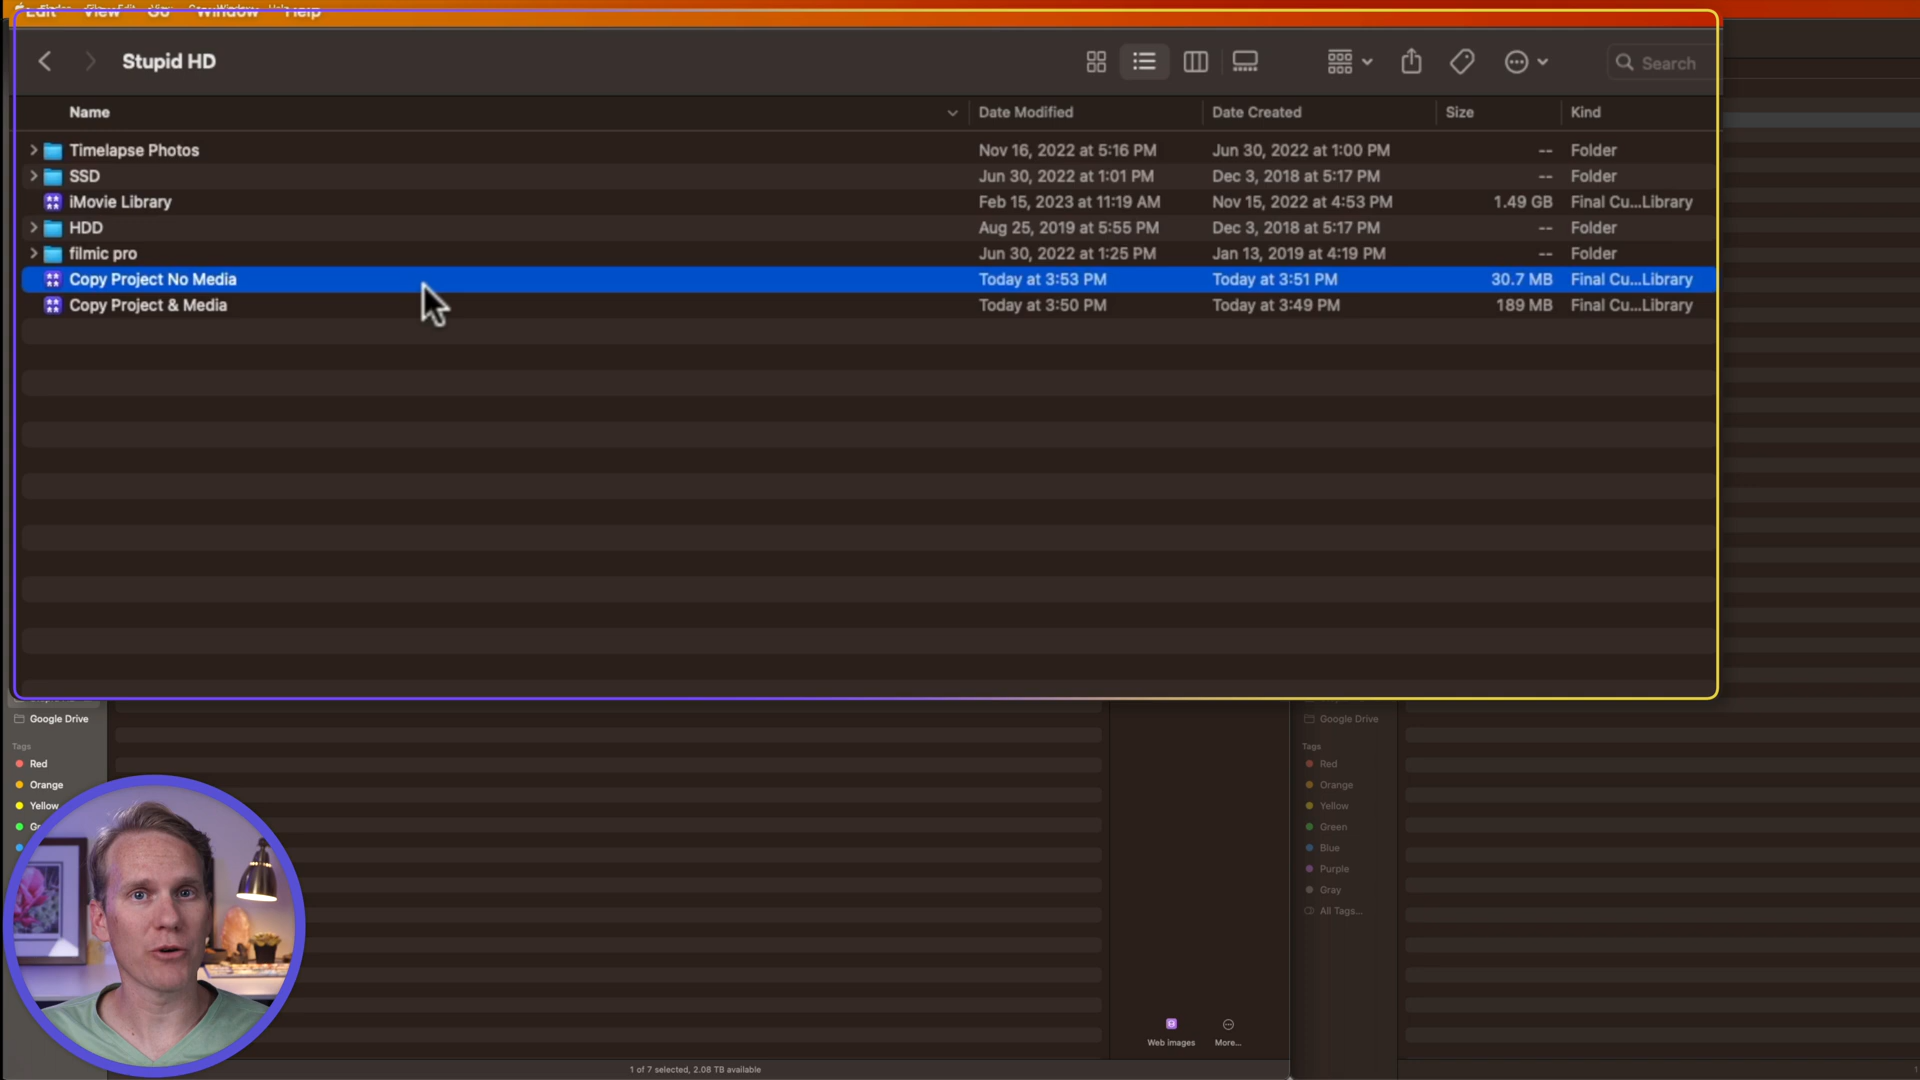 Edit View Go Window Help
Stupid HD
Search
Name Date Modified Date Created Size Kind
Timelapse Photos Nov 16, 2022 at 5:16 PM Jun 30, 2022 at 1:00 PM -- Folder
SSD Jun 30, 2022 at 1:01 PM Dec 3, 2018 at 5:17 PM -- Folder
iMovie Library Feb 15, 2023 at 11:19 AM Nov 15, 2022 at 4:53 PM 1.49 GB Final Cu...Library
HDD Aug 25, 2019 at 5:55 PM Dec 3, 2018 at 5:17 PM -- Folder
filmic pro Jun 30, 2022 at 1:25 PM Jan 13, 2019 at 4:19 PM -- Folder
Copy Project No Media Today at 3:53 PM Today at 3:51 PM 30.7 MB Final Cu...Library
Copy Project & Media Today at 3:50 PM Today at 3:49 PM 189 MB Final Cu...Library
Google Drive
Tags
Red
Orange
Yellow
Google Drive
Tags
Red
Orange
Yellow
Green
Blue
Purple
Gray
All Tags...
Web images More...
1 of 7 selected, 2.08 TB available